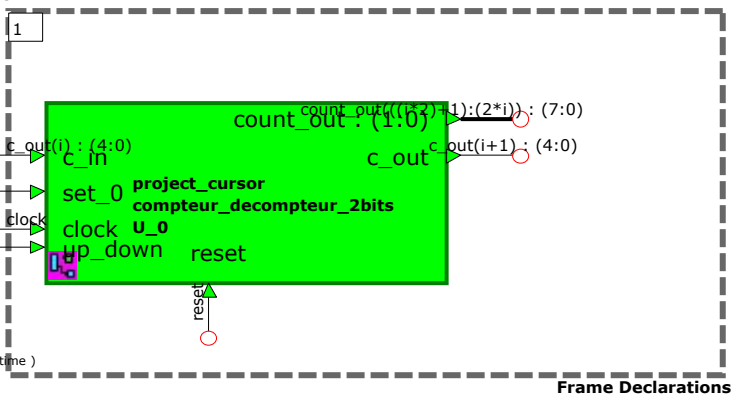 1
count_out(((i*2)+1):(2*i)) : (7:0)
count_out : (1:0)
c_out(i) : (4:0)
c_out(i+1) : (4:0)
c_in
c_out
set_0
project_cursor
compteur_decompteur_2bits
clock
clock
U_0
up_down
reset
reset
time )
Frame Declarations